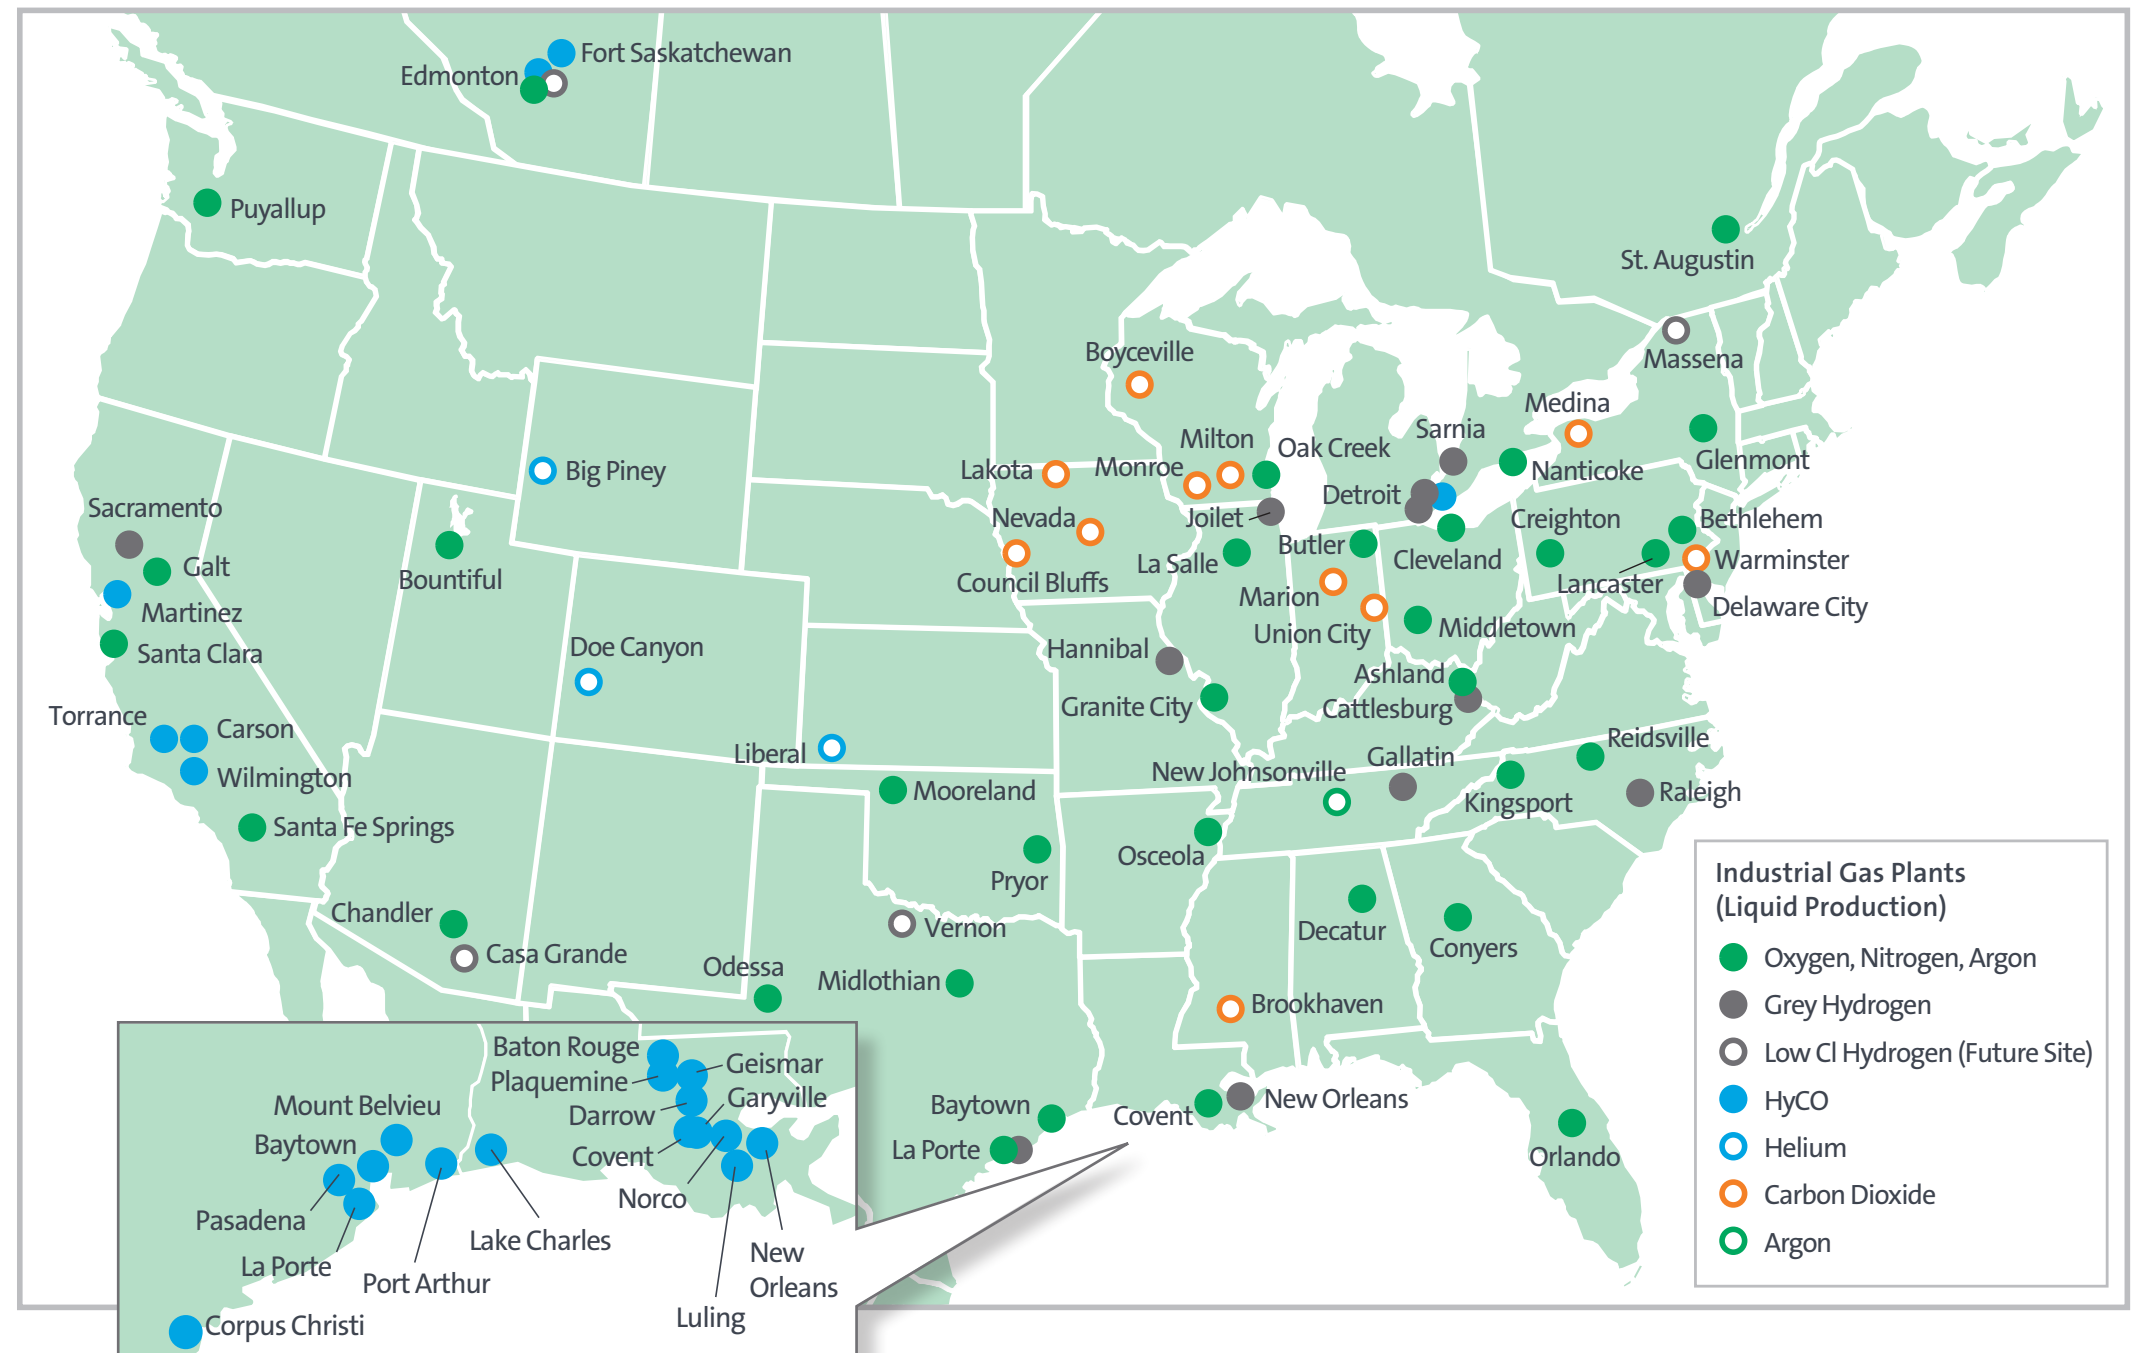 Fort Saskatchewan
Edmonton
Puyallup
St. Augustin
Massena
Boyceville
Medina
Milton
Oak Creek
Sarnia
Lakota
Monroe
Nanticoke
Glenmont
Big Piney
Detroit
Sacramento
Nevada
Joilet
Creighton
Bethlehem
Galt
Bountiful
Council Bluffs
La Salle
Butler
Cleveland
Lancaster
Warminster
Martinez
Marion
Delaware City
Santa Clara
Doe Canyon
Hannibal
Union City
Middletown
Ashland
Torrance
Carson
Granite City
Cattlesburg
Liberal
Reidsville
Wilmington
New Johnsonville
Gallatin
Mooreland
Kingsport
Raleigh
Santa Fe Springs
Osceola
Pryor
Chandler
Vernon
Decatur
Conyers
Casa Grande
Odessa
Midlothian
Brookhaven
Baytown
Covent
New Orleans
La Porte
Orlando
Industrial Gas Plants
(Liquid Production)
Oxygen, Nitrogen, Argon
Grey Hydrogen
Low Cl Hydrogen (Future Site)
HyCO
Helium
Carbon Dioxide
Argon
Baton Rouge
Geismar
Plaquemine
Garyville
Mount Belvieu
Darrow
Baytown
Covent
Norco
Pasadena
Lake Charles
La Porte
New
Orleans
Port Arthur
Luling
Corpus Christi